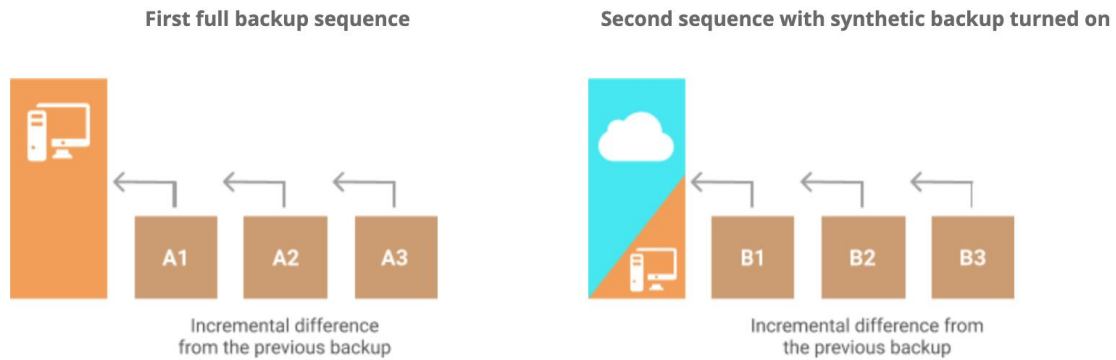 First full backup sequence
Second sequence with synthetic backup turned on
A1
A2
A3
B1
B2
B3
Incremental difference
from the previous backup
Incremental difference from
the previous backup